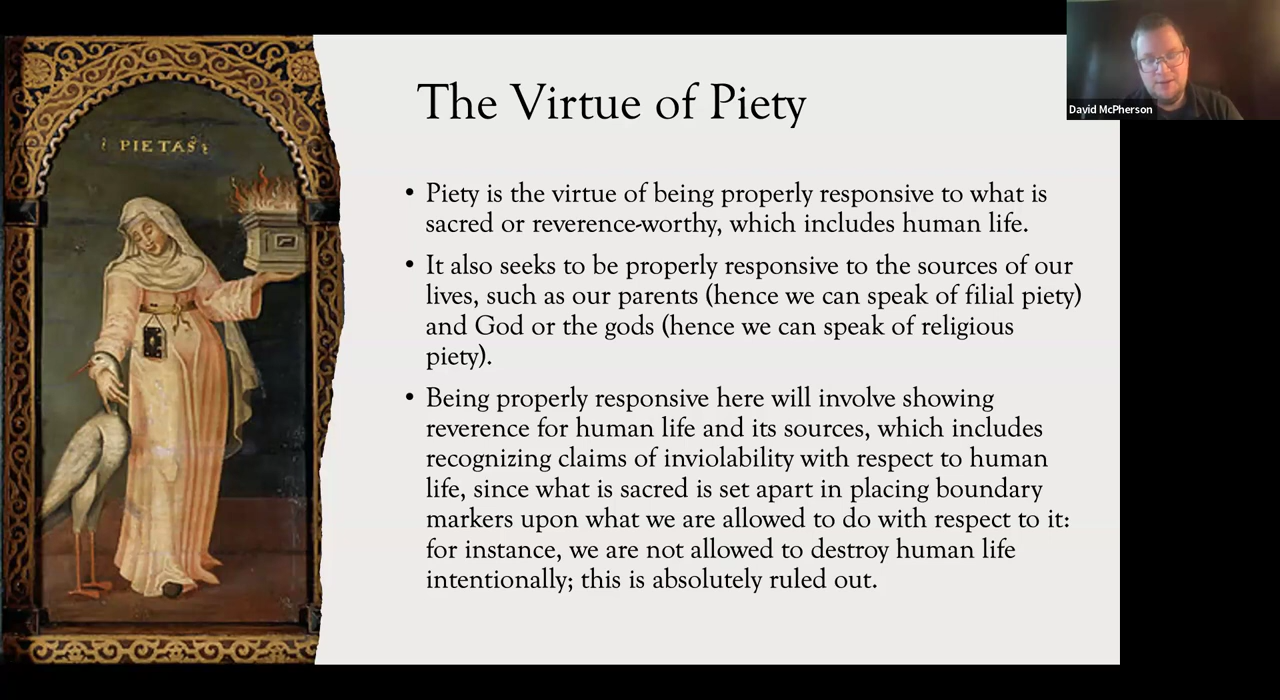 PIETAS
The Virtue of Piety
David McPherson
• Piety is the virtue of being properly responsive to what is
sacred or reverence-worthy, which includes human life.
• It also seeks to be properly responsive to the sources of our
lives, such as our parents (hence we can speak of filial piety)
and God or the gods (hence we can speak of religious
piety).
• Being properly responsive here will involve showing
reverence for human life and its sources, which includes
recognizing claims of inviolability with respect to human
life, since what is sacred is set apart in placing boundary
markers upon what we are allowed to do with respect to it:
for instance, we are not allowed to destroy human life
intentionally; this is absolutely ruled out.